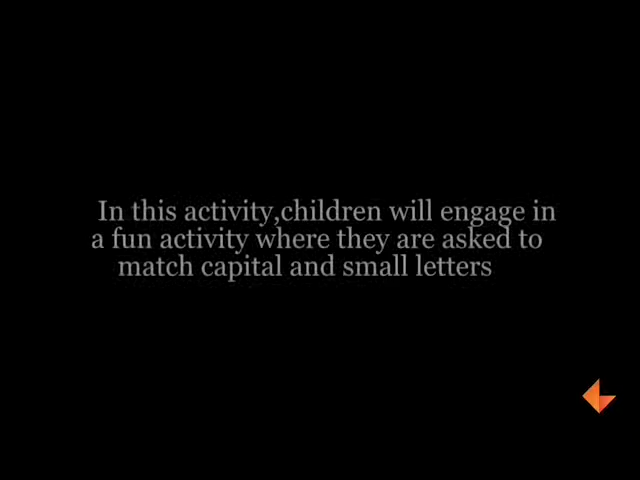 In this activity,children will engage in
a fun activity where they are asked to
match capital and small letters